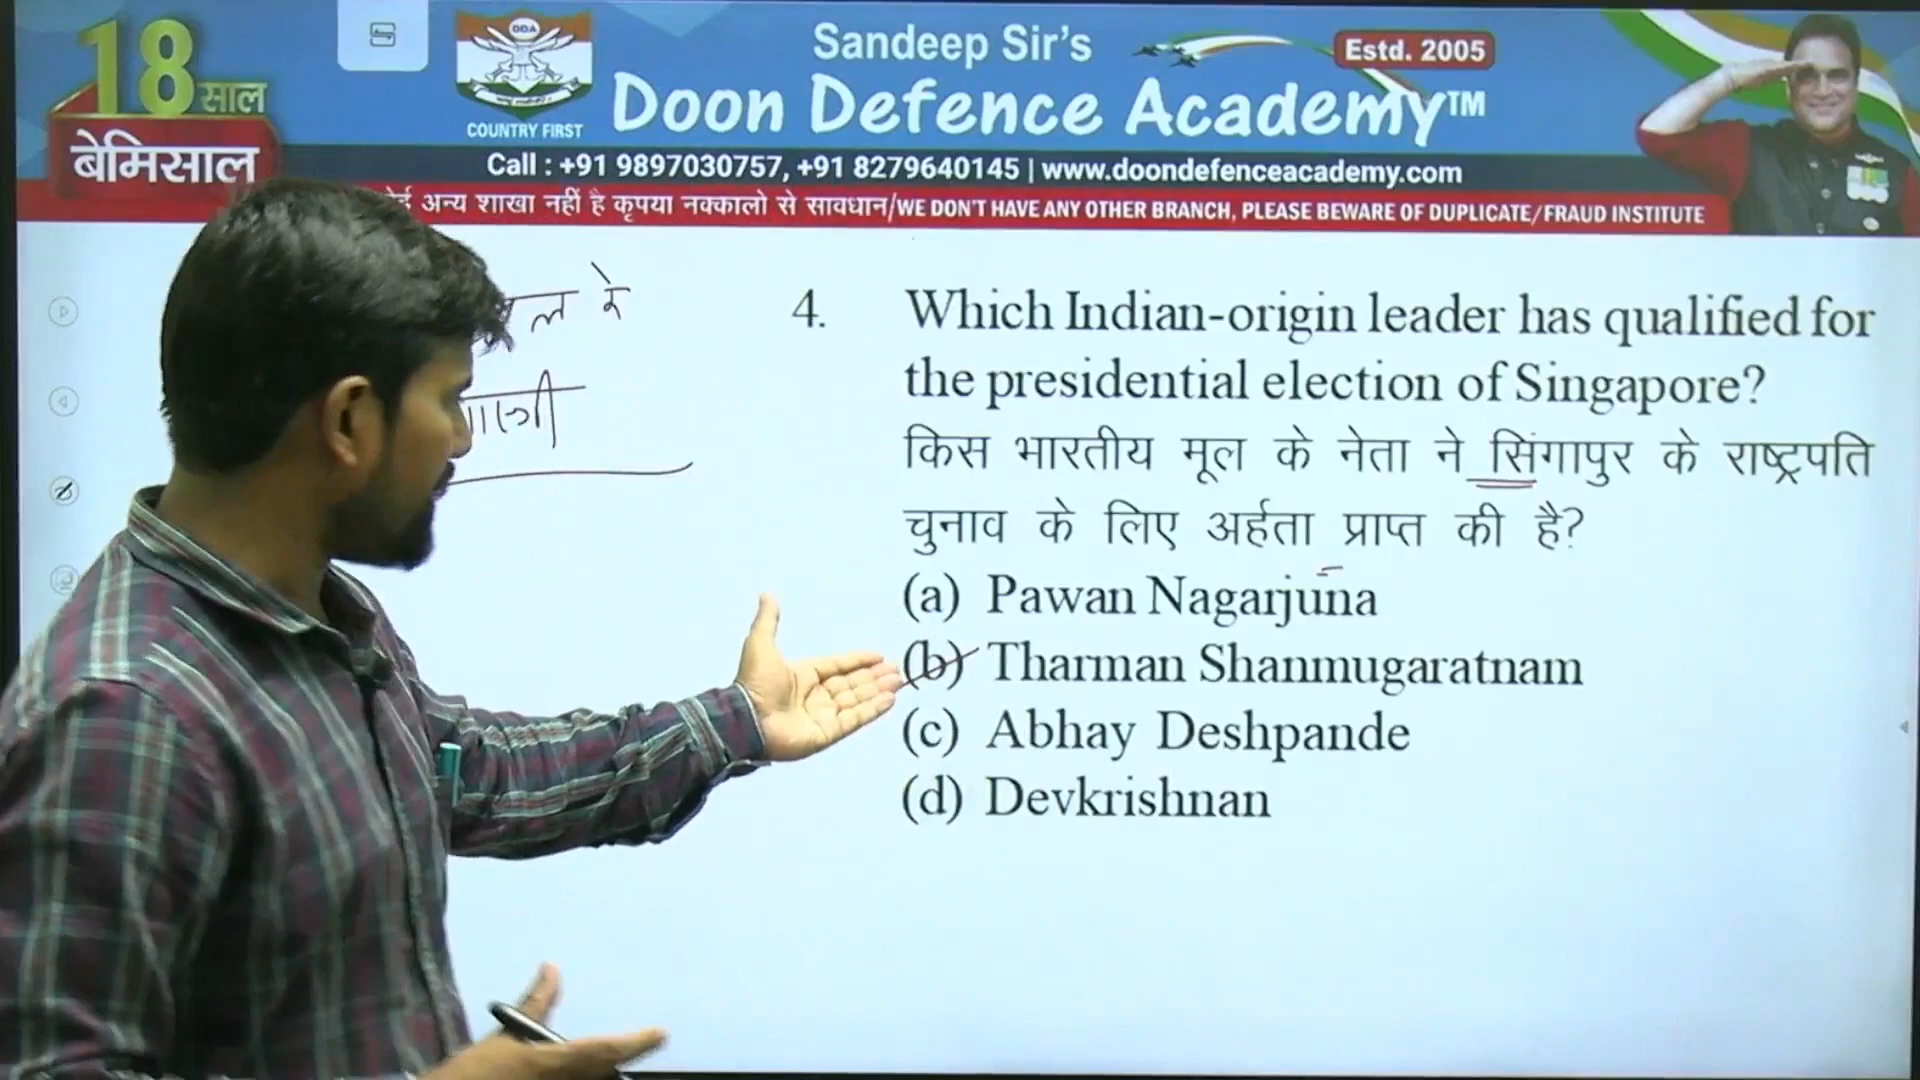 18 साल
बेमिसाल
DDA
COUNTRY FIRST
Sandeep Sir's
Estd. 2005
Doon Defence Academy™
Call : +91 9897030757, +91 8279640145 | www.doondefenceacademy.com
अन्य शाखा नहीं है कृपया नक्कालो से सावधान/WE DON'T HAVE ANY OTHER BRANCH, PLEASE BEWARE OF DUPLICATE/FRAUD INSTITUTE
4. Which Indian-origin leader has qualified for
the presidential election of Singapore?
किस भारतीय मूल के नेता ने सिंगापुर के राष्ट्रपति
चुनाव के लिए अर्हता प्राप्त की है?
(a) Pawan Nagarjuna
(b) Tharman Shanmugaratnam
(c) Abhay Deshpande
(d) Devkrishnan